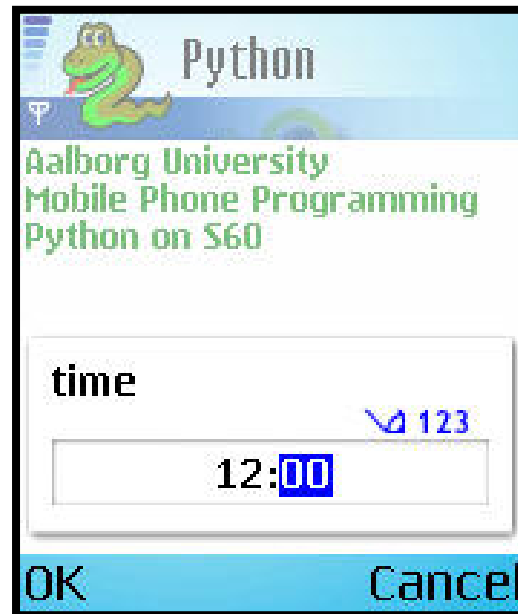 Python
Aalborg University
Mobile Phone Programming
Python on S60
time
123
12:00
OK Cancel